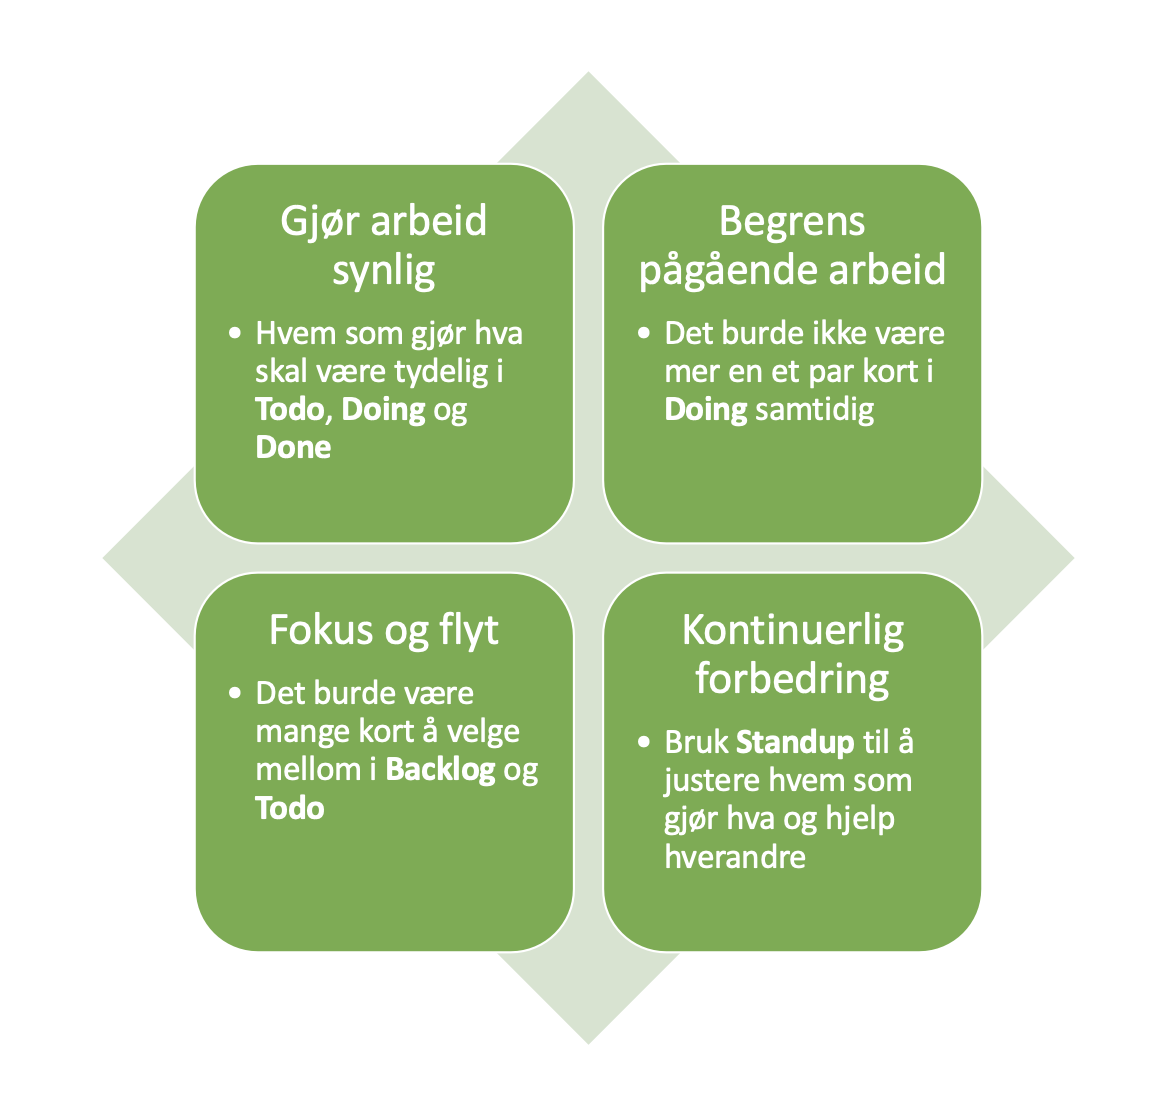 Gjør arbeid
synlig
• Hvem som gjør hva
skal være tydelig i
Todo, Doing og
Done
Begrens
pågående arbeid
• Det burde ikke være
mer en et par kort i
Doing samtidig
Fokus og flyt
• Det burde være
mange kort å velge
mellom i Backlog og
Todo
Kontinuerlig
forbedring
• Bruk Standup til å
justere hvem som
gjør hva og hjelp
hverandre